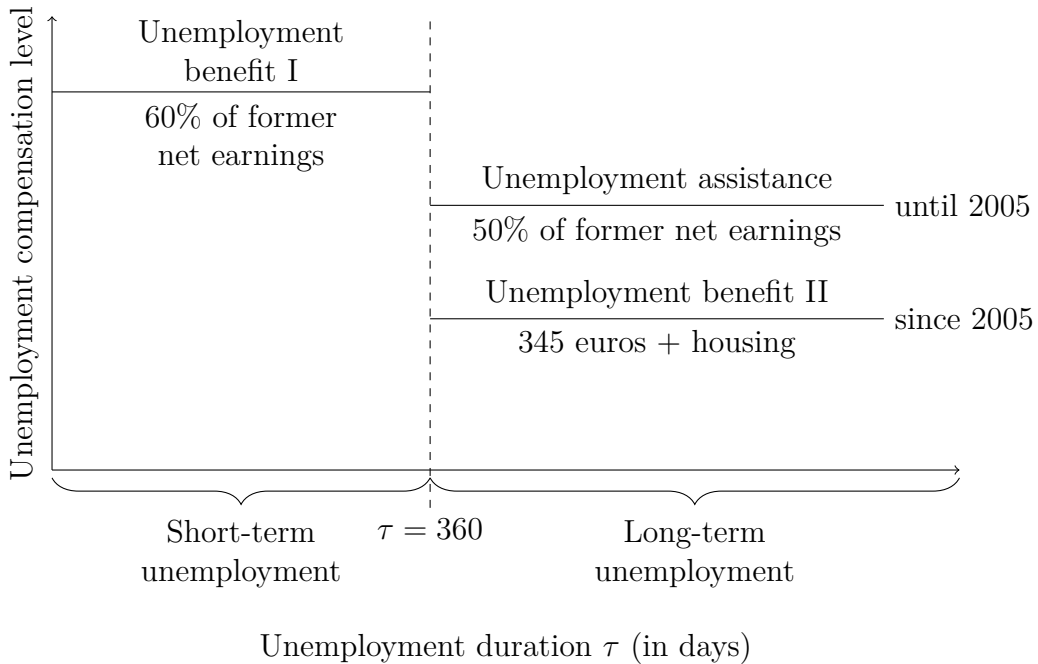 Unemployment compensation level
Unemployment
benefit I
60% of former
net earnings
Unemployment assistance
50% of former net earnings
until 2005
Unemployment benefit II
345 euros + housing
since 2005
Short-term
unemployment
τ = 360
Long-term
unemployment
Unemployment duration τ (in days)